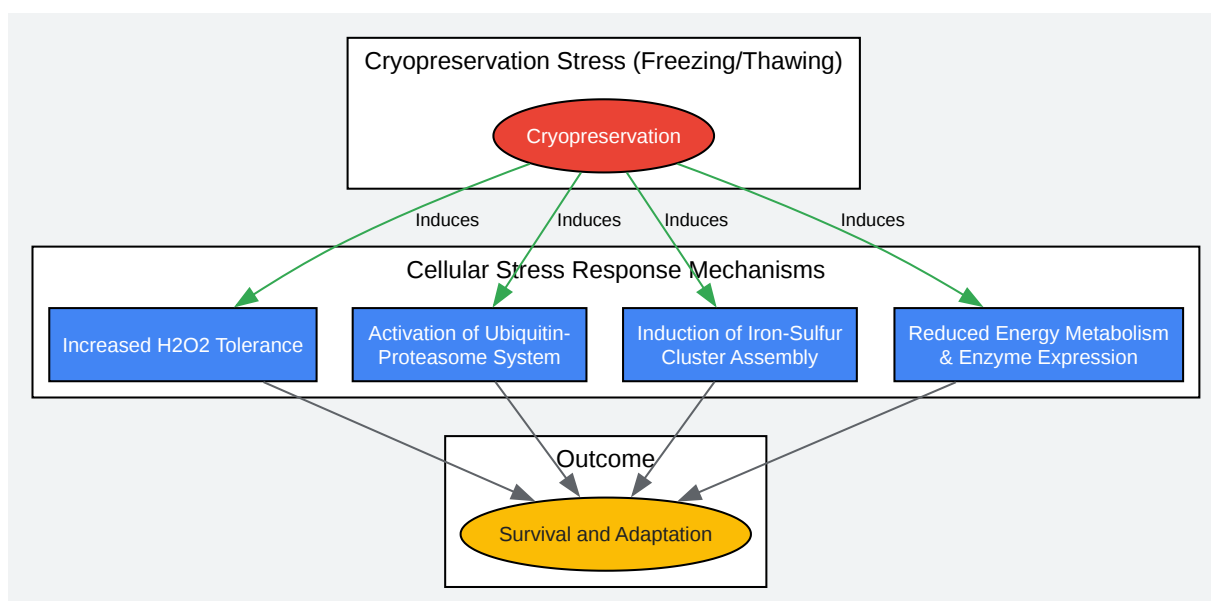 Cryopreservation Stress (Freezing/Thawing)
Cryopreservation
Induces
Induces
Induces
Induces
Cellular Stress Response Mechanisms
Increased H2O2 Tolerance
Activation of Ubiquitin-
Proteasome System
Induction of Iron-Sulfur
Cluster Assembly
Reduced Energy Metabolism
& Enzyme Expression
Outcome
Survival and Adaptation